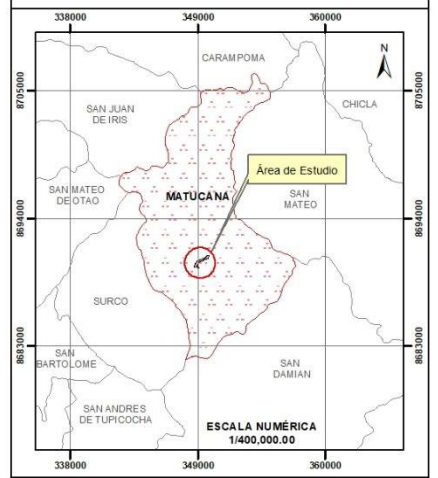 338000 349000 360000
N
CARAMPOMA
8705000 8705000
CHICLA
SAN JUAN
DE IRIS
Área de Estudio
SAN MATEO
DE OTAO
MATUCANA
SAN
MATEO
8694000 8694000
SURCO
8683000 8683000
SAN
BARTOLOME
SAN
DAMIAN
SAN ANDRES
DE TUPICOCHA
ESCALA NUMÉRICA
1/400,000.00
338000 349000 360000